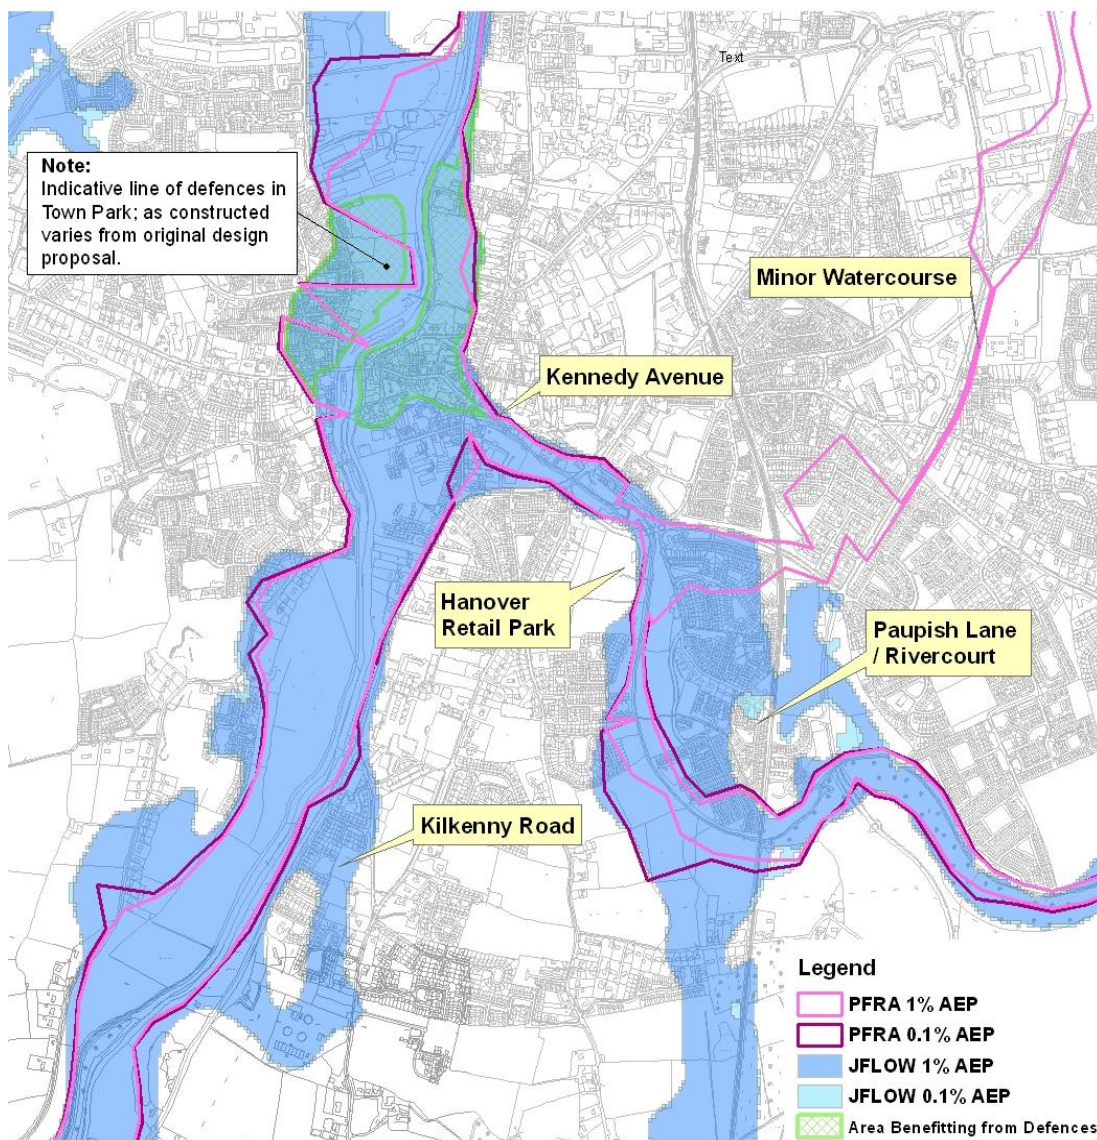 Text
Note:
Indicative line of defences in
Town Park; as constructed
varies from original design
proposal.
Minor Watercourse
Kennedy Avenue
Hanover
Retail Park
Paupish Lane
/ Rivercourt
Kilkenny Road
Legend
PFRA 1% AEP
PFRA 0.1% AEP
JFLOW 1% AEP
JFLOW 0.1% AEP
Area Benefitting from Defences